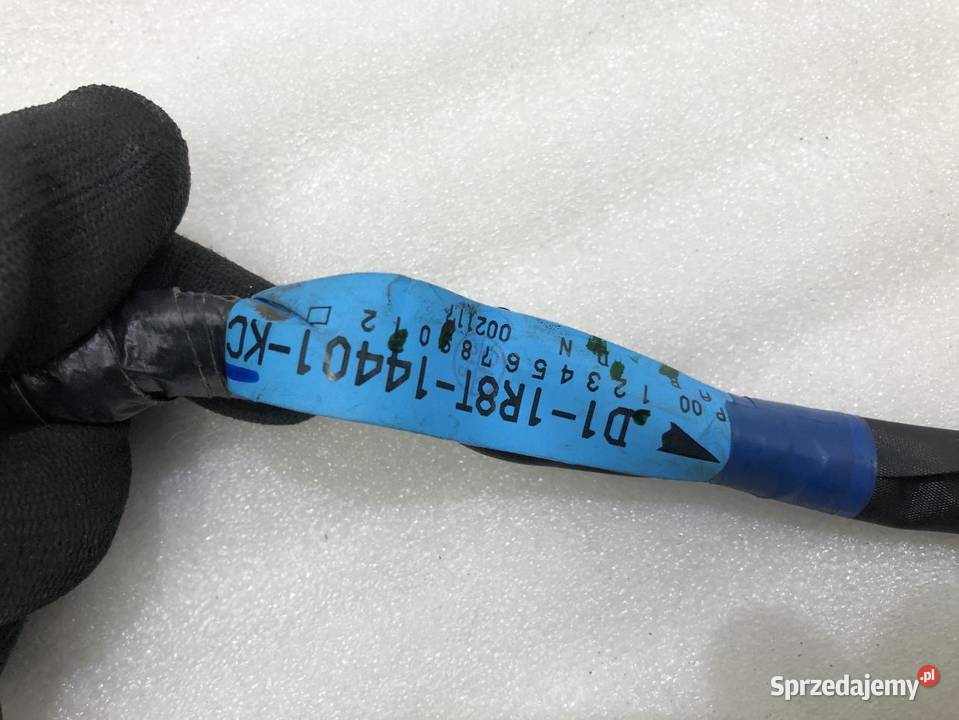 D1-1R8T-14401-KC
1 2 3 4 5 6 7 8 9 0 1 2
002117
P 00
Sprzedajemy.pl